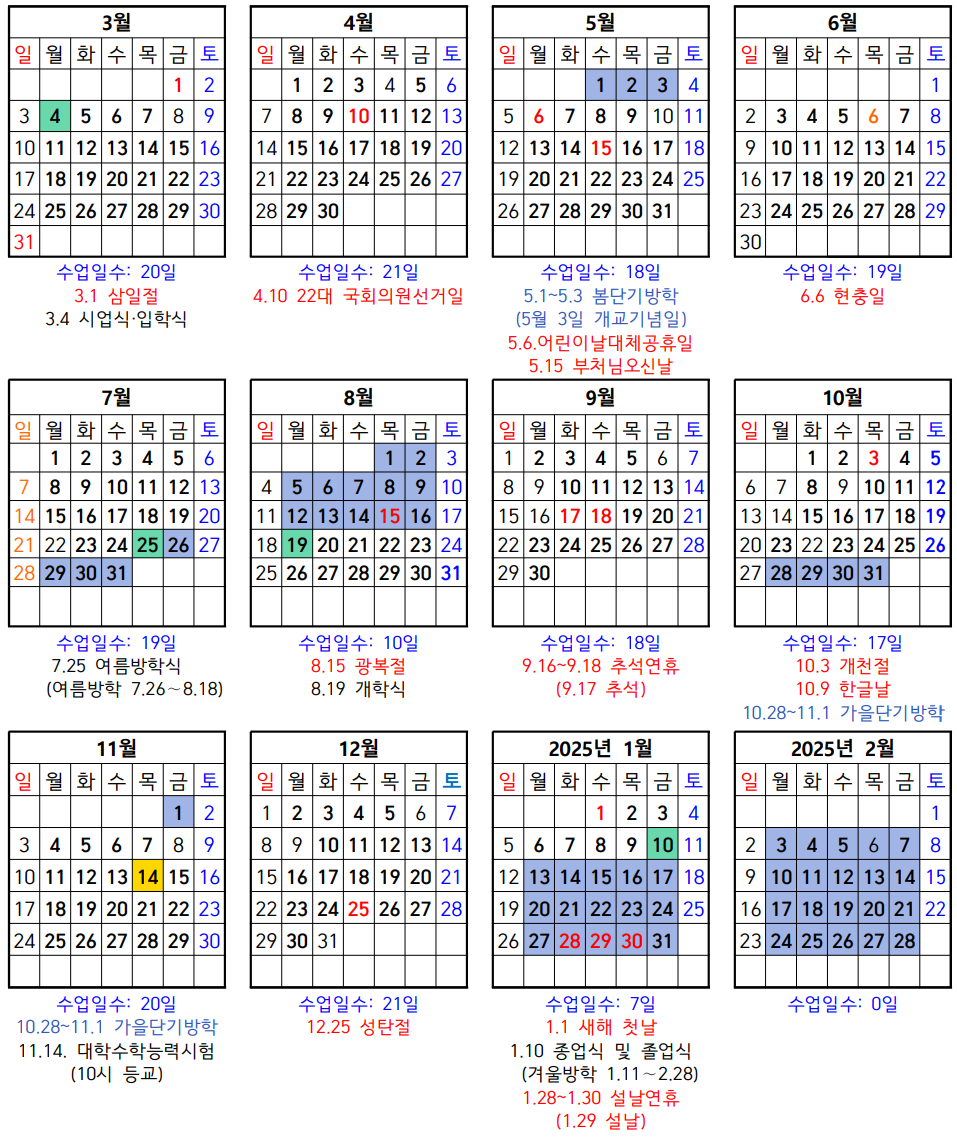 3월
일 월 화 수 목 금 토
1 2
3 4 5 6 7 8 9
10 11 12 13 14 15 16
17 18 19 20 21 22 23
24 25 26 27 28 29 30
31
수업일수: 20일
3.1 삼일절
3.4 시업식·입학식
4월
일 월 화 수 목 금 토
1 2 3 4 5 6
7 8 9 10 11 12 13
14 15 16 17 18 19 20
21 22 23 24 25 26 27
28 29 30
수업일수: 21일
4.10 22대 국회의원선거일
5월
일 월 화 수 목 금 토
1 2 3 4
5 6 7 8 9 10 11
12 13 14 15 16 17 18
19 20 21 22 23 24 25
26 27 28 29 30 31
수업일수: 18일
5.1~5.3 봄단기방학
(5월 3일 개교기념일)
5.6.어린이날대체공휴일
5.15 부처님오신날
6월
일 월 화 수 목 금 토
1
2 3 4 5 6 7 8
9 10 11 12 13 14 15
16 17 18 19 20 21 22
23 24 25 26 27 28 29
30
수업일수: 19일
6.6 현충일
7월
일 월 화 수 목 금 토
1 2 3 4 5 6
7 8 9 10 11 12 13
14 15 16 17 18 19 20
21 22 23 24 25 26 27
28 29 30 31
수업일수: 19일
7.25 여름방학식
(여름방학 7.26～8.18)
8월
일 월 화 수 목 금 토
1 2 3
4 5 6 7 8 9 10
11 12 13 14 15 16 17
18 19 20 21 22 23 24
25 26 27 28 29 30 31
수업일수: 10일
8.15 광복절
8.19 개학식
9월
일 월 화 수 목 금 토
1 2 3 4 5 6 7
8 9 10 11 12 13 14
15 16 17 18 19 20 21
22 23 24 25 26 27 28
29 30
수업일수: 18일
9.16~9.18 추석연휴
(9.17 추석)
10월
일 월 화 수 목 금 토
1 2 3 4 5
6 7 8 9 10 11 12
13 14 15 16 17 18 19
20 23 22 23 24 25 26
27 28 29 30 31
수업일수: 17일
10.3 개천절
10.9 한글날
10.28~11.1 가을단기방학
11월
일 월 화 수 목 금 토
1 2
3 4 5 6 7 8 9
10 11 12 13 14 15 16
17 18 19 20 21 22 23
24 25 26 27 28 29 30
수업일수: 20일
10.28~11.1 가을단기방학
11.14. 대학수학능력시험
(10시 등교)
12월
일 월 화 수 목 금 토
1 2 3 4 5 6 7
8 9 10 11 12 13 14
15 16 17 18 19 20 21
22 23 24 25 26 27 28
29 30 31
수업일수: 21일
12.25 성탄절
2025년 1월
일 월 화 수 목 금 토
1 2 3 4
5 6 7 8 9 10 11
12 13 14 15 16 17 18
19 20 21 22 23 24 25
26 27 28 29 30 31
수업일수: 7일
1.1 새해 첫날
1.10 종업식 및 졸업식
(겨울방학 1.11～2.28)
1.28~1.30 설날연휴
(1.29 설날)
2025년 2월
일 월 화 수 목 금 토
1
2 3 4 5 6 7 8
9 10 11 12 13 14 15
16 17 18 19 20 21 22
23 24 25 26 27 28
수업일수: 0일